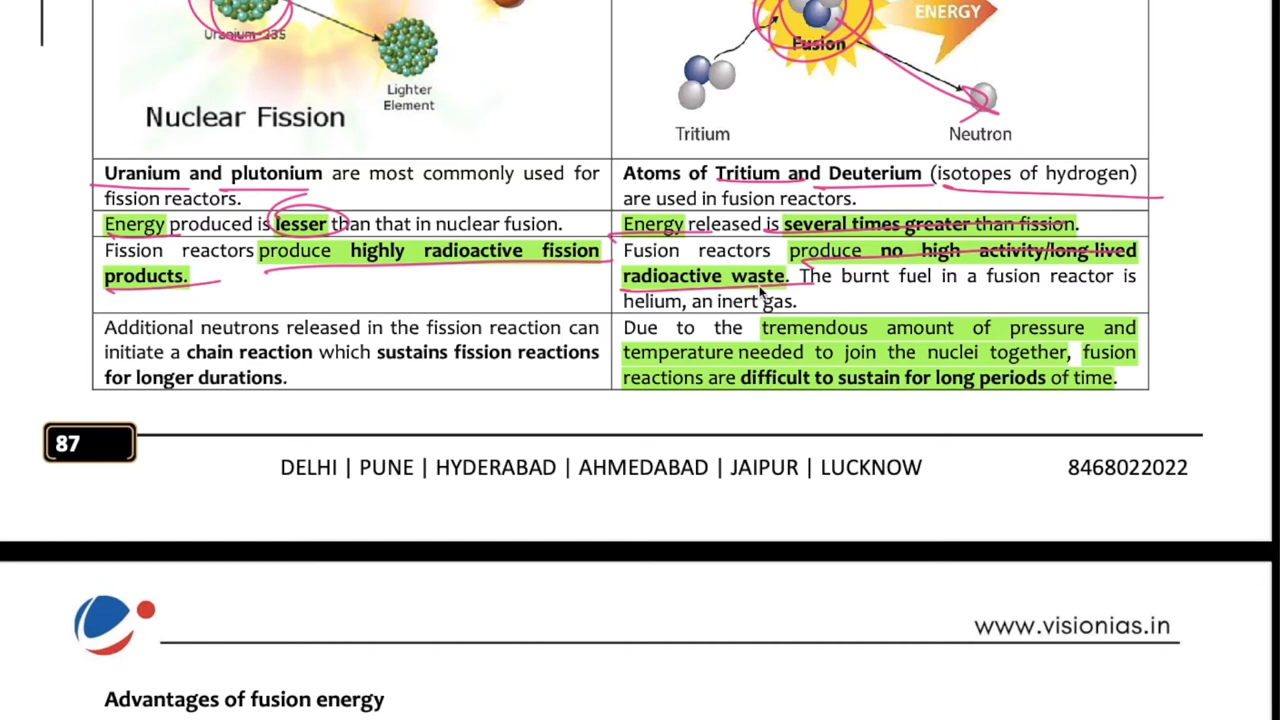 ENERGY
Uranium-235
Fusion
Lighter
Element
Nuclear Fission
Tritium
Neutron
Uranium and plutonium are most commonly used for
fission reactors.
Atoms of Tritium and Deuterium (isotopes of hydrogen)
are used in fusion reactors.
Energy produced is lesser than that in nuclear fusion.
Energy released is several times greater than fission.
Fission reactors produce highly radioactive fission
products.
Fusion reactors produce no high activity/long-lived
radioactive waste. The burnt fuel in a fusion reactor is
helium, an inert gas.
Additional neutrons released in the fission reaction can
initiate a chain reaction which sustains fission reactions
for longer durations.
Due to the tremendous amount of pressure and
temperature needed to join the nuclei together, fusion
reactions are difficult to sustain for long periods of time.
87
DELHI | PUNE | HYDERABAD | AHMEDABAD | JAIPUR | LUCKNOW
8468022022
www.visionias.in
Advantages of fusion energy